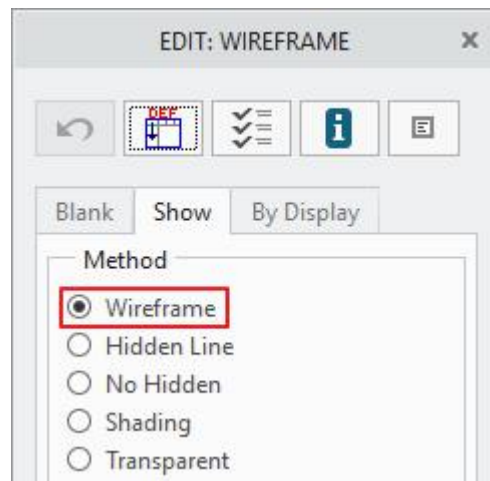 EDIT: WIREFRAME ×
DEF
i
Blank Show By Display
Method
Wireframe
Hidden Line
No Hidden
Shading
Transparent